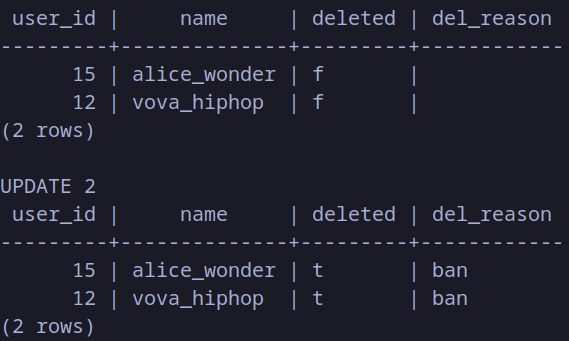 user_id |     name     | deleted | del_reason
---------+--------------+---------+------------
      15 | alice_wonder | f       |
      12 | vova_hiphop  | f       |
(2 rows)

UPDATE 2
 user_id |     name     | deleted | del_reason
---------+--------------+---------+------------
      15 | alice_wonder | t       | ban
      12 | vova_hiphop  | t       | ban
(2 rows)